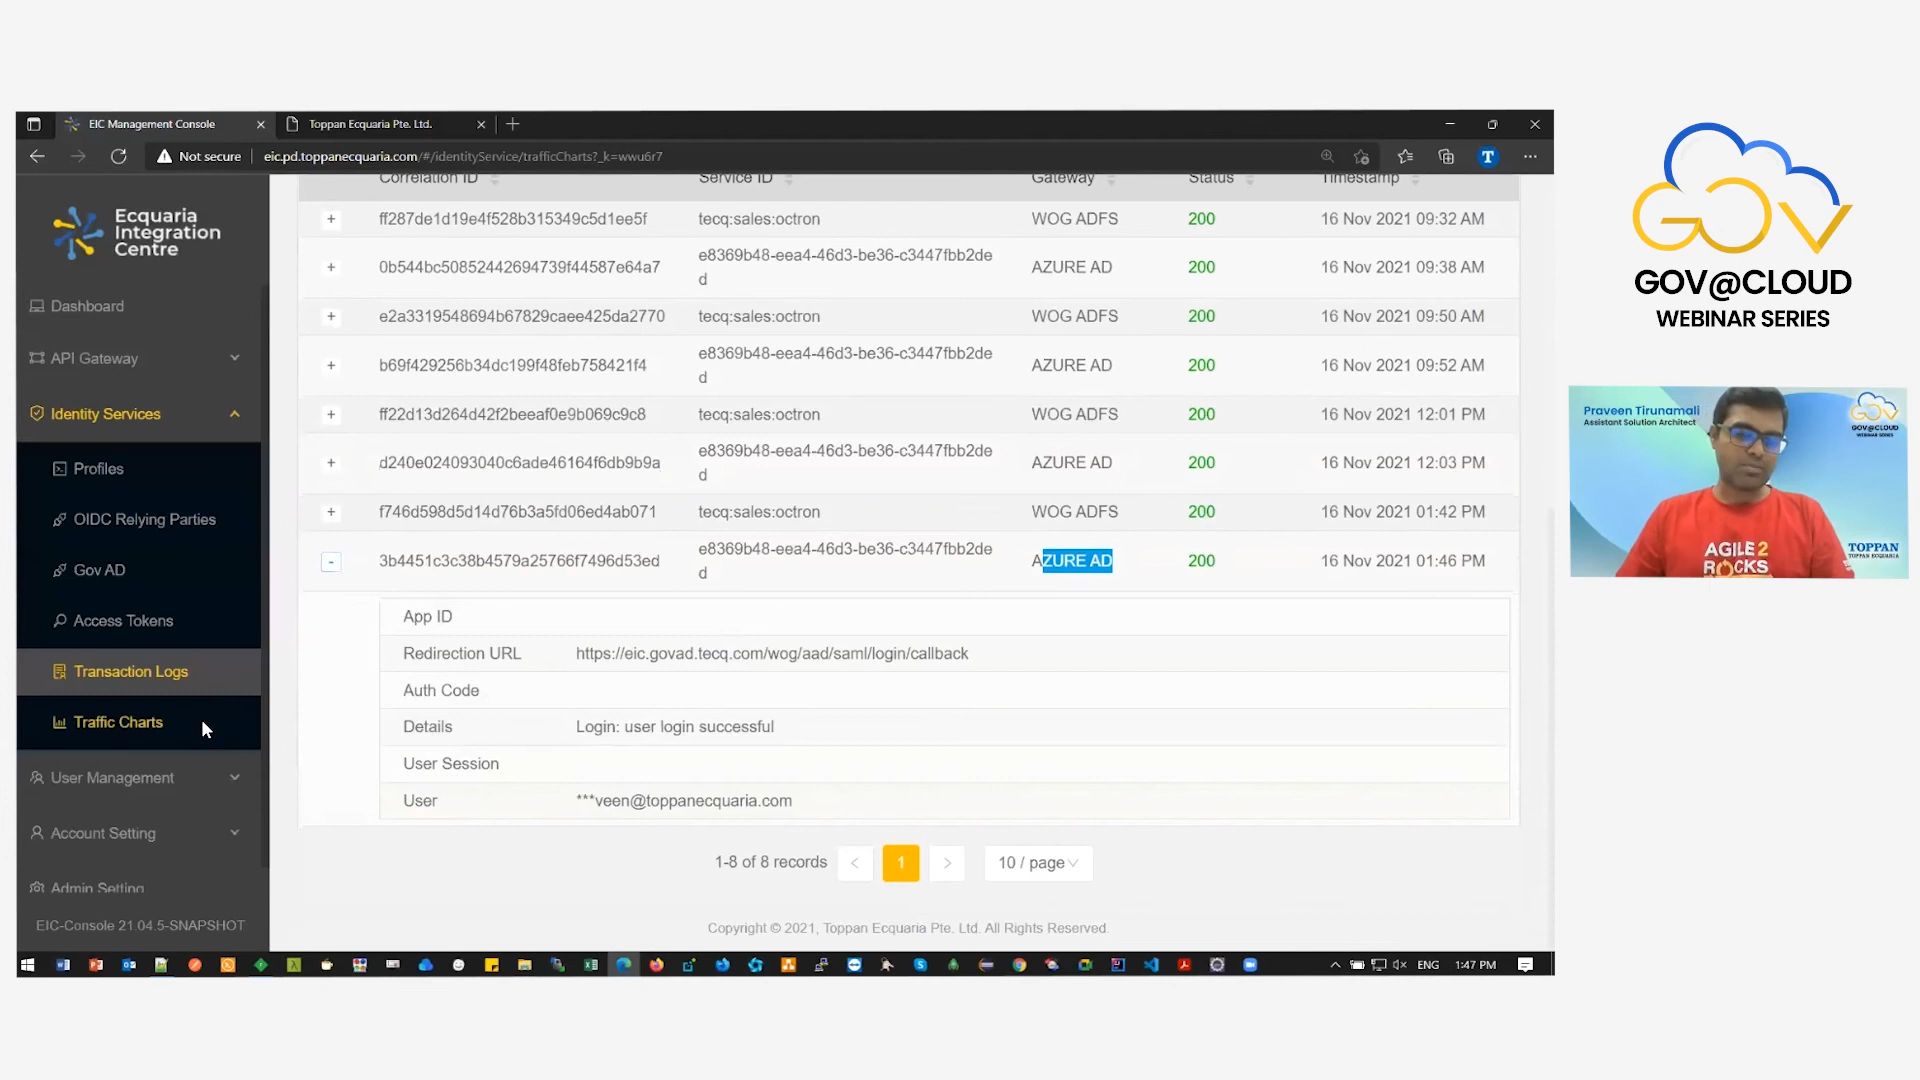 EIC Management Console
Toppan Ecquaria Pte. Ltd.
Not secure
eic.pd.toppanecquaria.com/#/identityService/trafficCharts?_k=wwu6r7
T
Ecquaria
Integration
Centre
Dashboard
API Gateway
Identity Services
Profiles
OIDC Relying Parties
Gov AD
Access Tokens
Transaction Logs
Traffic Charts
User Management
Account Setting
Admin Setting
EIC-Console 21.04.5-SNAPSHOT
Correlation ID Service ID Gateway Status Timestamp
+ ff287de1d19e4f528b315349c5d1ee5f tecq:sales:octron WOG ADFS 200 16 Nov 2021 09:32 AM
+ 0b544bc50852442694739f44587e64a7 e8369b48-eea4-46d3-be36-c3447fbb2de AZURE AD 200 16 Nov 2021 09:38 AM
d
+ e2a3319548694b67829caee425da2770 tecq:sales:octron WOG ADFS 200 16 Nov 2021 09:50 AM
+ b69f429256b34dc199f48feb758421f4 e8369b48-eea4-46d3-be36-c3447fbb2de AZURE AD 200 16 Nov 2021 09:52 AM
d
+ ff22d13d264d42f2beeaf0e9b069c9c8 tecq:sales:octron WOG ADFS 200 16 Nov 2021 12:01 PM
+ d240e024093040c6ade46164f6db9b9a e8369b48-eea4-46d3-be36-c3447fbb2de AZURE AD 200 16 Nov 2021 12:03 PM
d
+ f746d598d5d14d76b3a5fd06ed4ab071 tecq:sales:octron WOG ADFS 200 16 Nov 2021 01:42 PM
- 3b4451c3c38b4579a25766f7496d53ed e8369b48-eea4-46d3-be36-c3447fbb2de AZURE AD 200 16 Nov 2021 01:46 PM
d
App ID
Redirection URL https://eic.govad.tecq.com/wog/aad/saml/login/callback
Auth Code
Details Login: user login successful
User Session
User ***veen@toppanecquaria.com
1-8 of 8 records < 1 > 10 / page
Copyright © 2021, Toppan Ecquaria Pte. Ltd. All Rights Reserved.
ENG 1:47 PM
GOV
GOV@CLOUD
WEBINAR SERIES
Praveen Tirunamali
Assistant Solution Architect
GOV
GOV@CLOUD
WEBINAR SERIES
AGILE2
ROCKS
TOPPAN
TOPPAN ECQUARIA